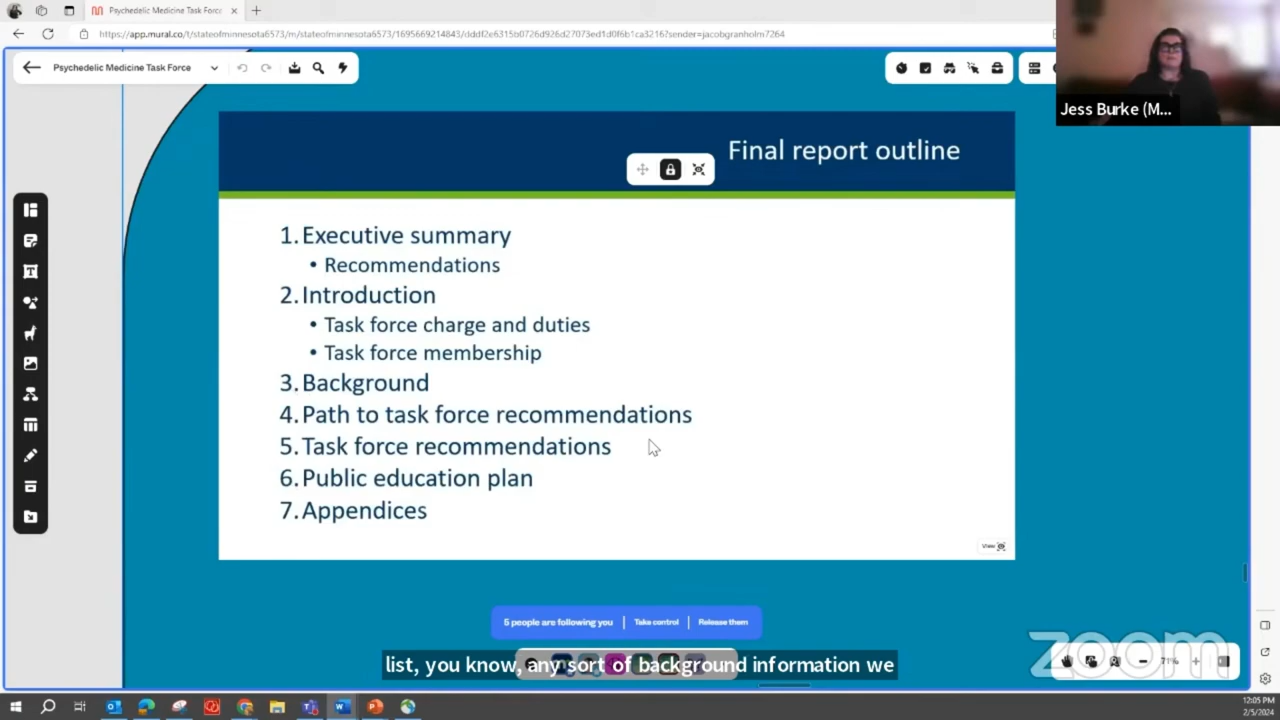 Psychedelic Medicine Task Force
https://app.mural.co/t/stateofminnesota6573/m/stateofminnesota6573/1695669214843/dddf2e6315b0726d926d27073ed1d0f6b1ca3216?sender=jacobgranholm7264
Psychedelic Medicine Task Force
Jess Burke (M...
Final report outline
1. Executive summary
• Recommendations
2. Introduction
• Task force charge and duties
• Task force membership
3. Background
4. Path to task force recommendations
5. Task force recommendations
6. Public education plan
7. Appendices
View
5 people are following you | Take control | Release them
list, you know, any sort of background information we
zoom
71%
12:05 PM
2/5/2024